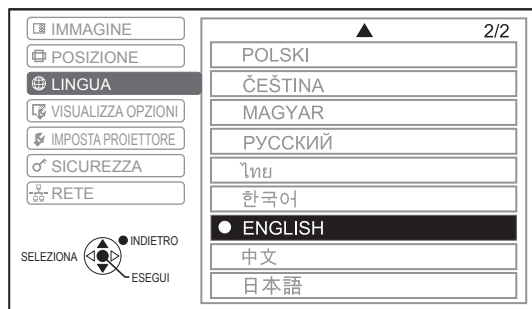 IMMAGINE
POSIZIONE
LINGUA
VISUALIZZA OPZIONI
IMPOSTA PROIETTORE
SICUREZZA
RETE
SELEZIONA
INDIETRO
ESEGUI
2/2
POLSKI
ČEŠTINA
MAGYAR
РУССКИЙ
ไทย
한국어
ENGLISH
中文
日本語